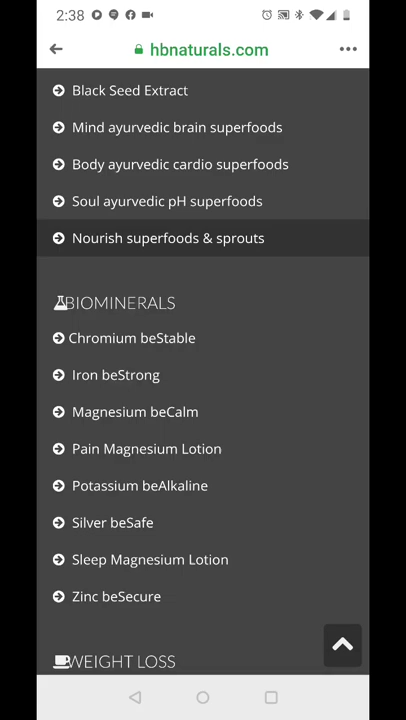 2:38
hbnaturals.com
Black Seed Extract
Mind ayurvedic brain superfoods
Body ayurvedic cardio superfoods
Soul ayurvedic pH superfoods
Nourish superfoods & sprouts
BIOMINERALS
Chromium beStable
Iron beStrong
Magnesium beCalm
Pain Magnesium Lotion
Potassium beAlkaline
Silver beSafe
Sleep Magnesium Lotion
Zinc beSecure
WEIGHT LOSS